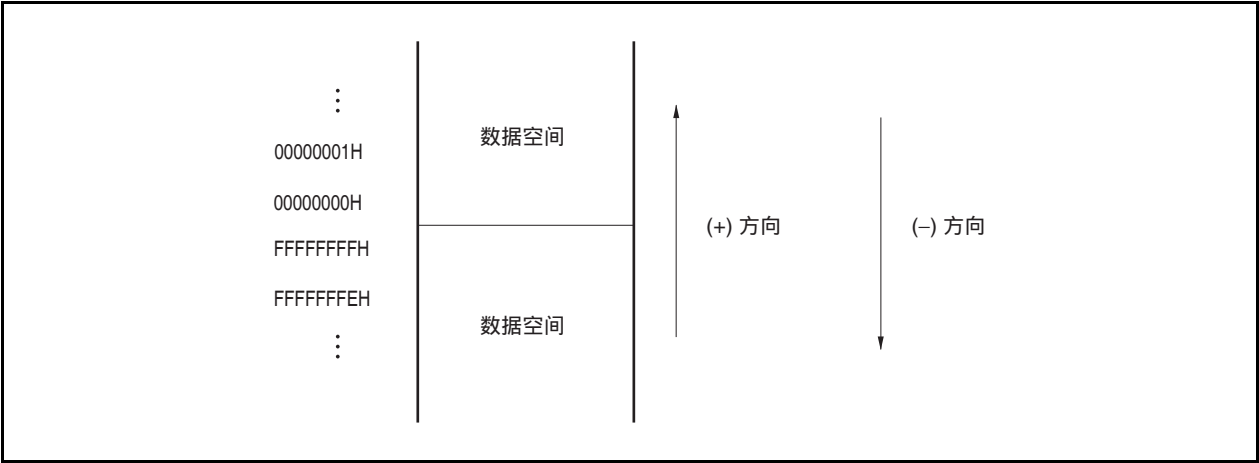 ⋮
数据空间
00000001H
00000000H
(+) 方向
(–) 方向
FFFFFFFFH
FFFFFFFEH
数据空间
⋮